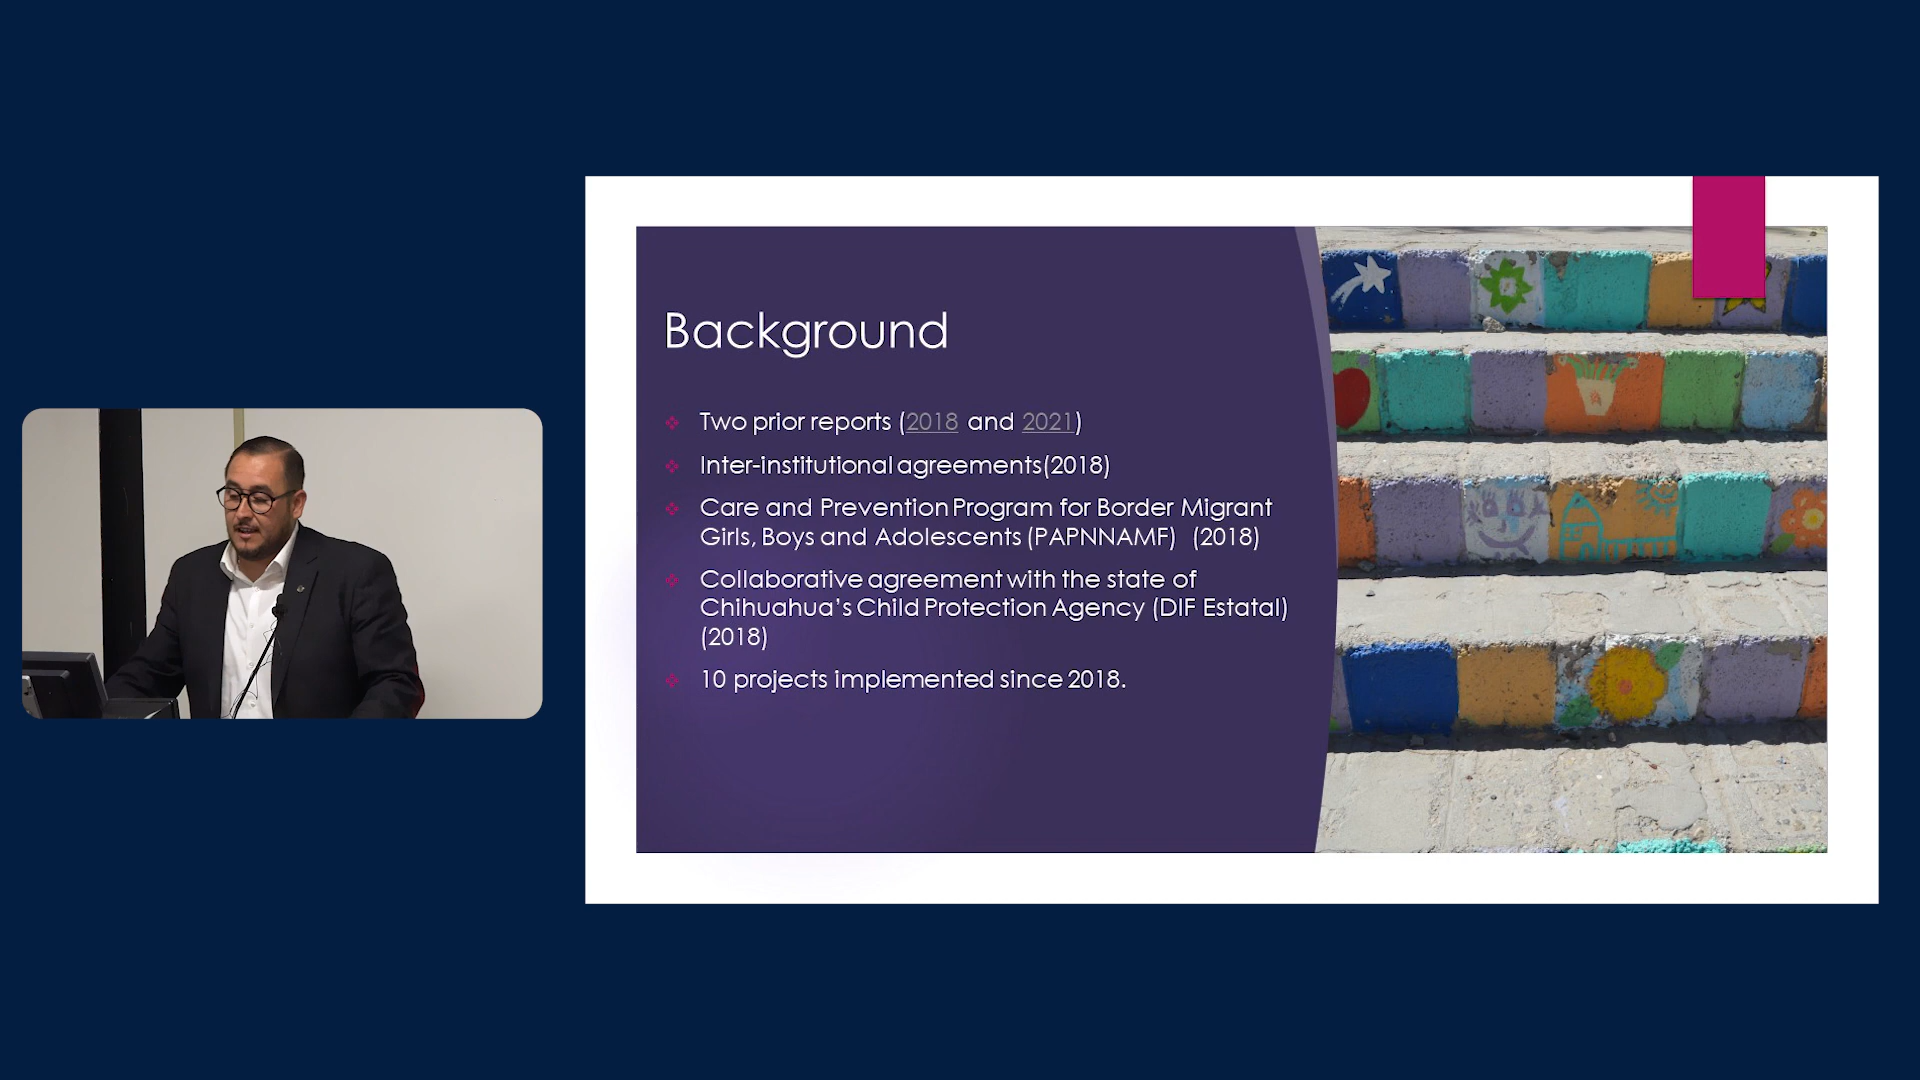 Background
Two prior reports (2018 and 2021)
Inter-institutional agreements(2018)
Care and Prevention Program for Border Migrant
Girls, Boys and Adolescents (PAPNNAMF) (2018)
Collaborative agreement with the state of
Chihuahua's Child Protection Agency (DIF Estatal)
(2018)
10 projects implemented since 2018.